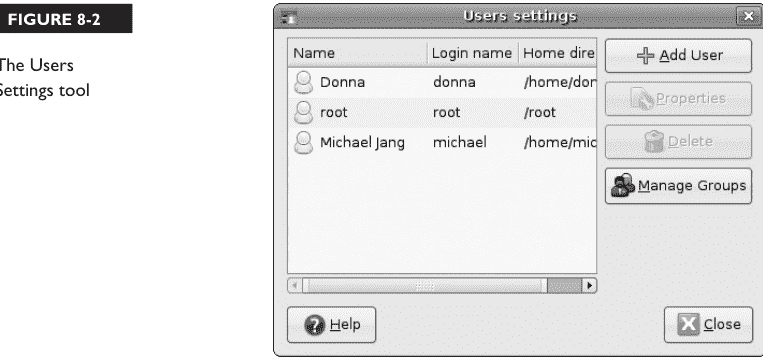 FIGURE 8-2
The Users
Settings tool
Users settings
Name Login name Home dire
Donna donna /home/don
root root /root
Michael Jang michael /home/mic
Add User
Properties
Delete
Manage Groups
Help
Close